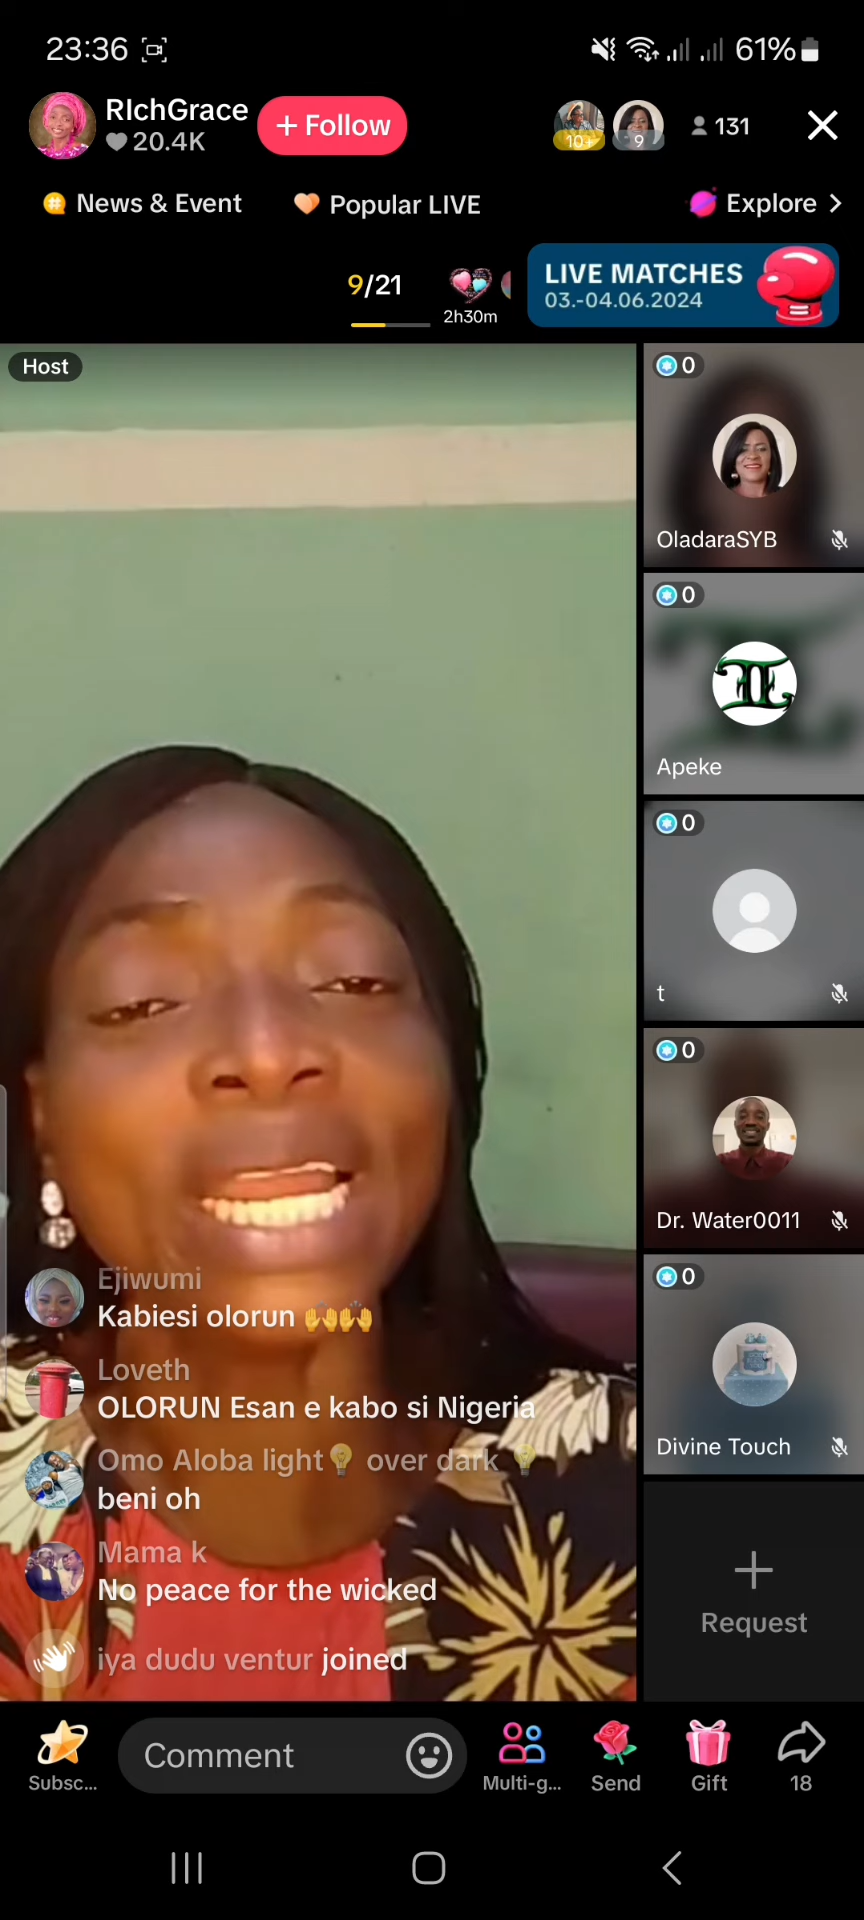 23:36
61%
RIchGrace
20.4K
+ Follow
10+
9
131
News & Event
Popular LIVE
Explore >
9/21
2h30m
LIVE MATCHES
03.-04.06.2024
Host
0
OladaraSYB
0
Apeke
0
t
0
Dr. Water0011
0
Divine Touch
Request
Ejiwumi
Kabiesi olorun 🙌🙌
Loveth
OLORUN Esan e kabo si Nigeria
Omo Aloba light💡 over dark 💡
beni oh
Mama k
No peace for the wicked
iya dudu ventur joined
Subsc...
Comment
Multi-g...
Send
Gift
18